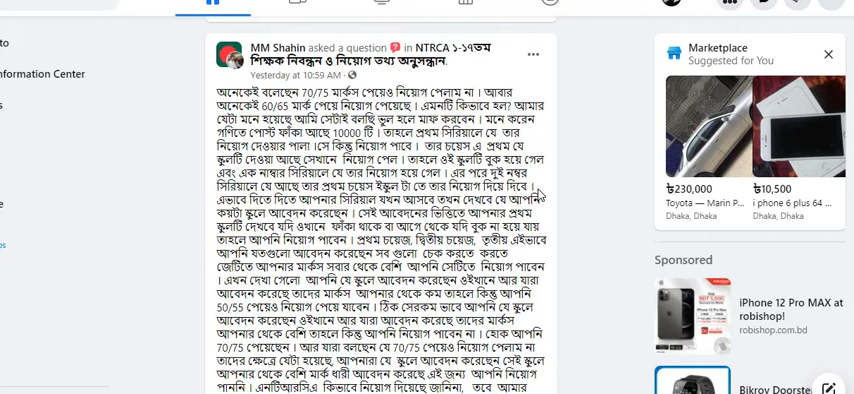 to
nformation Center
s
e
os
MM Shahin asked a question in NTRCA ১-১৭তম
শিক্ষক নিবন্ধন ও নিয়োগ তথ্য অনুসন্ধান.
Yesterday at 10:59 AM ·
অনেকেই বলেছেন 70/75 মার্কস পেয়েও নিয়োগ পেলাম না । আবার
অনেকেই 60/65 মার্ক পেয়ে নিয়োগ পেয়েছে । এমনটি কিভাবে হল? আমার
যেটা মনে হয়েছে আমি সেটাই বলছি ভুল হলে মাফ করবেন । মনে করেন
গণিতে পোস্ট ফাঁকা আছে 10000 টি । তাহলে প্রথম সিরিয়ালে যে তার
নিয়োগ দেওয়ার পালা ।সে কিন্তু নিয়োগ পাবে । তার চয়েস এ প্রথম যে
স্কুলটি দেওয়া আছে সেখানে নিয়োগ পেল । তাহলে ওই স্কুলটি বুক হয়ে গেল
এবং এক নাম্বার সিরিয়ালে যে তার নিয়োগ হয়ে গেল । এর পরে দুই নম্বর
সিরিয়ালে যে আছে তার প্রথম চয়েস ইস্কুল টা তে তার নিয়োগ দিয়ে দিবে ।
এভাবে দিতে দিতে আপনার সিরিয়াল যখন আসবে তখন দেখবে যে আপনি
কয়টা স্কুলে আবেদন করেছেন । সেই আবেদনের ভিত্তিতে আপনার প্রথম
স্কুলটি দেখবে যদি ওখানে ফাঁকা থাকে বা আগে থেকে যদি বুক না হয়ে যায়
তাহলে আপনি নিয়োগ পাবেন । প্রথম চয়েজ, দ্বিতীয় চয়েজ, তৃতীয় এইভাবে
আপনি যতগুলো আবেদন করেছেন সব গুলো চেক করতে করতে
জেটিতে আপনার মার্কস সবার থেকে বেশি আপনি সেটিতে নিয়োগ পাবেন
। এখন দেখা গেলো আপনি যে স্কুলে আবেদন করেছেন ওইখানে আর যারা
আবেদন করেছে তাদের মার্কস আপনার থেকে কম তাহলে কিন্তু আপনি
50/55 পেয়েও নিয়োগ পেয়ে যাবেন । ঠিক সেরকম ভাবে আপনি যে স্কুলে
আবেদন করেছেন ওইখানে আর যারা আবেদন করেছে তাদের মার্কস
আপনার থেকে বেশি তাহলে কিন্তু আপনি নিয়োগ পাবেন না । হোক আপনি
70/75 পেয়েছেন । আর যারা বলছেন যে 70/75 পেয়েও নিয়োগ পেলাম না
তাদের ক্ষেত্রে যেটা হয়েছে, আপনারা যে স্কুলে আবেদন করেছেন সেই স্কুলে
আপনার থেকে বেশি মার্ক ধারী আবেদন করেছে এই জন্য আপনি নিয়োগ
পাননি । এনটিআরসিএ কিভাবে নিয়োগ দিয়েছে জানিনা, তবে আমার
Marketplace
Suggested for You
৳230,000
Toyota — Marin P...
Dhaka, Dhaka
৳10,500
i phone 6 plus 64 ...
Dhaka, Dhaka
Sponsored
iPhone 12 Pro MAX at
robishop!
robishop.com.bd
Bikroy Doorste